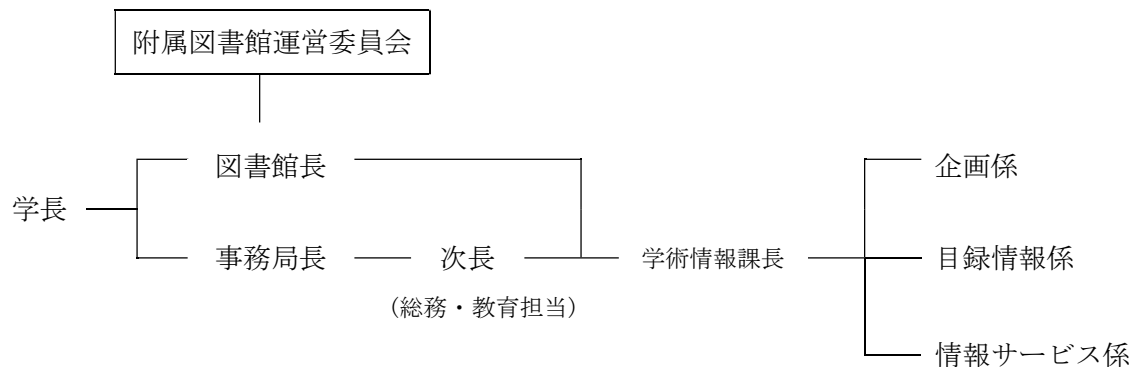 附属図書館運営委員会
図書館長
企画係
学長
事務局長
次長
学術情報課長
目録情報係
（総務・教育担当）
情報サービス係